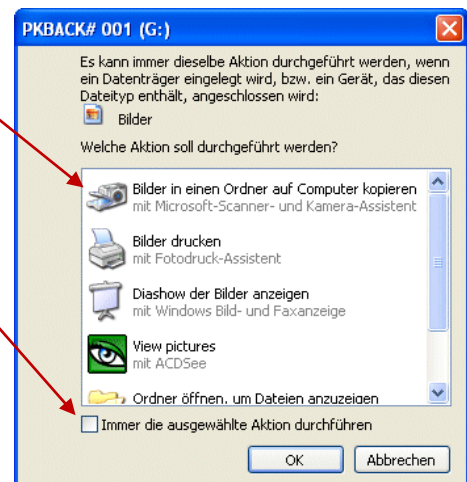 PKBACK# 001 (G:)
Es kann immer dieselbe Aktion durchgeführt werden, wenn
ein Datenträger eingelegt wird, bzw. ein Gerät, das diesen
Dateityp enthält, angeschlossen wird:
Bilder
Welche Aktion soll durchgeführt werden?
Bilder in einen Ordner auf Computer kopieren
mit Microsoft-Scanner- und Kamera-Assistent
Bilder drucken
mit Fotodruck-Assistent
Diashow der Bilder anzeigen
mit Windows Bild- und Faxanzeige
View pictures
mit ACDSee
Ordner öffnen, um Dateien anzuzeigen
Immer die ausgewählte Aktion durchführen
OK
Abbrechen